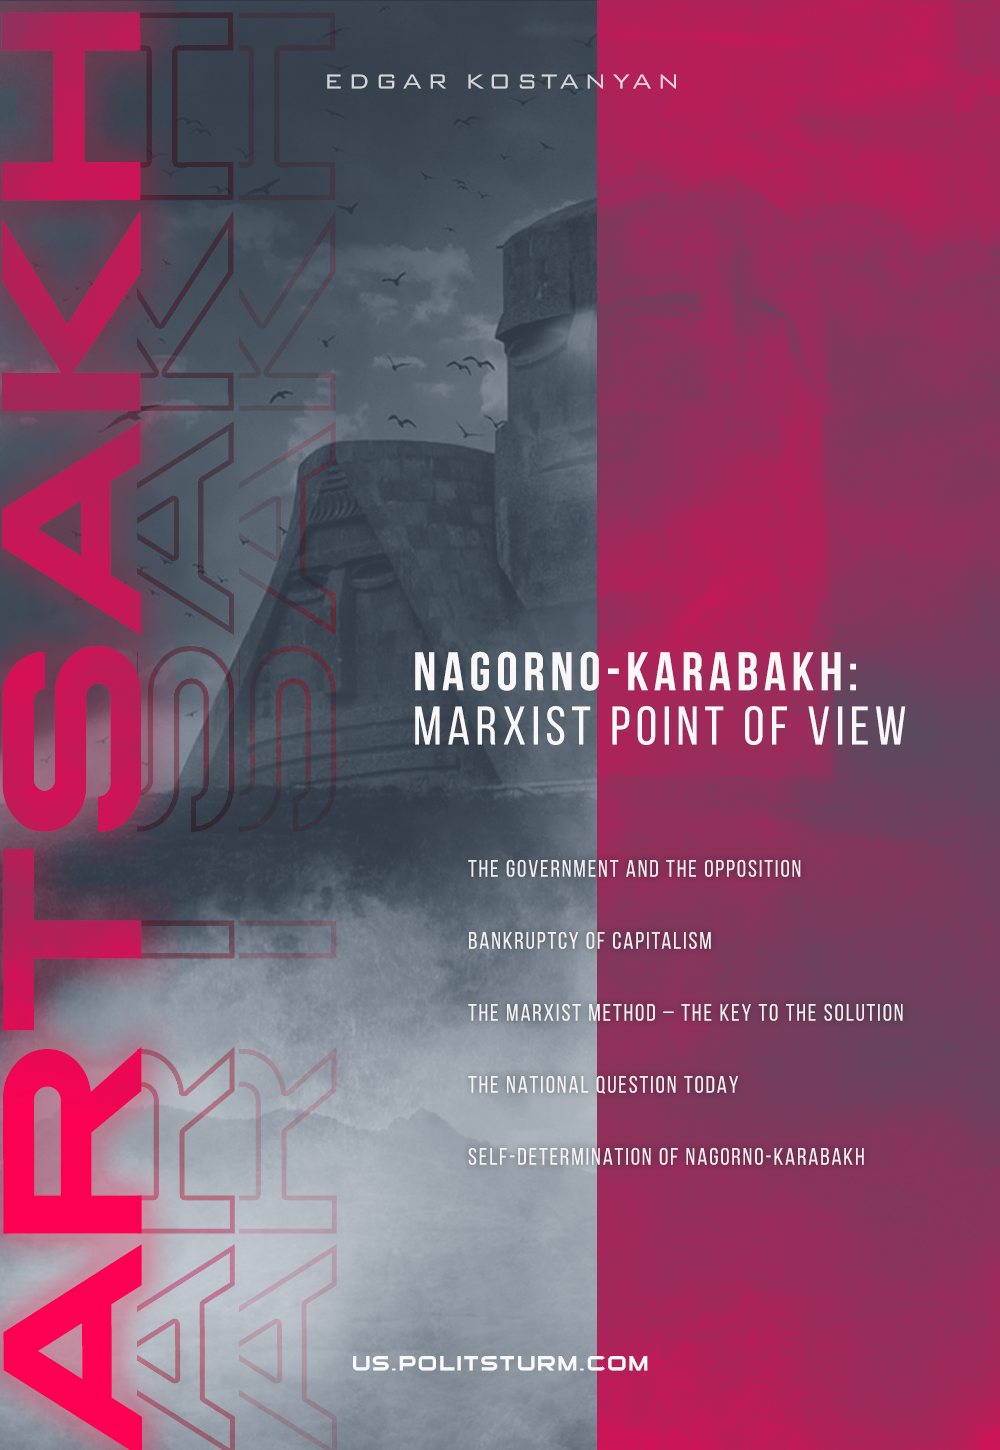 EDGAR KOSTANYAN
ARTSAKH
NAGORNO-KARABAKH:
MARXIST POINT OF VIEW
THE GOVERNMENT AND THE OPPOSITION
BANKRUPTCY OF CAPITALISM
THE MARXIST METHOD – THE KEY TO THE SOLUTION
THE NATIONAL QUESTION TODAY
SELF-DETERMINATION OF NAGORNO-KARABAKH
US.POLITSTURM.COM